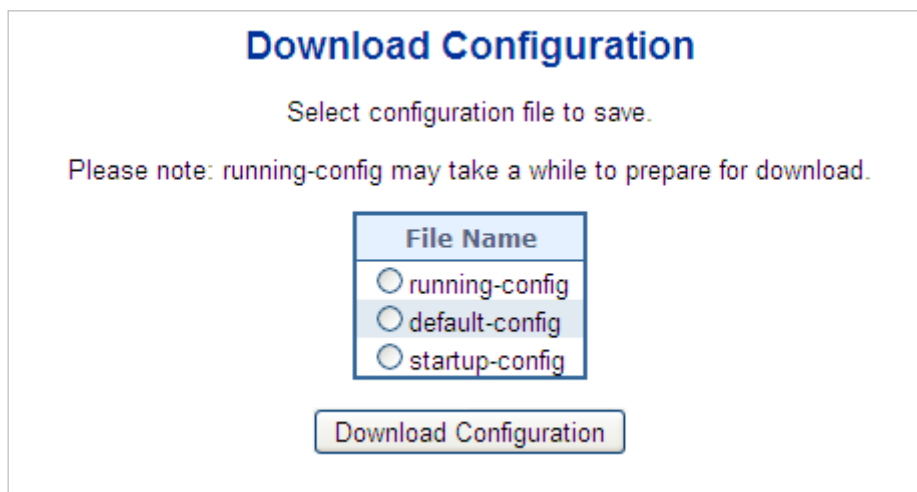 Download Configuration
Select configuration file to save.
Please note: running-config may take a while to prepare for download.
File Name
running-config
default-config
startup-config
Download Configuration